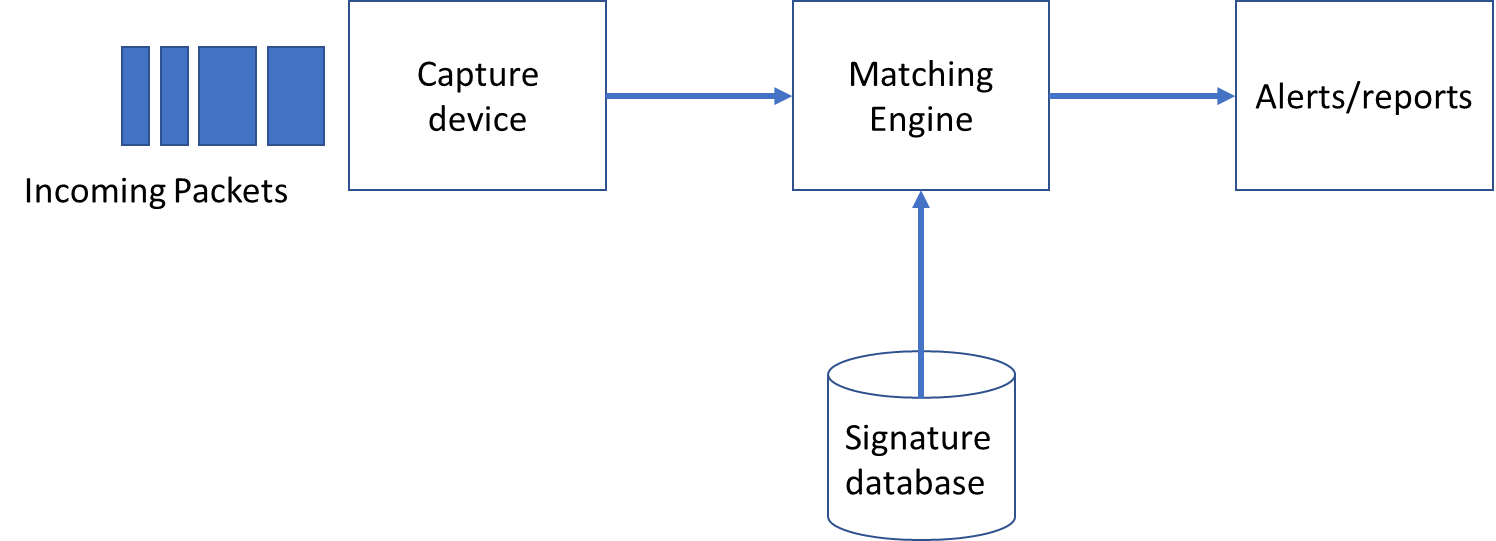 Capture
device
Matching
Engine
Alerts/reports
Incoming Packets
Signature
database